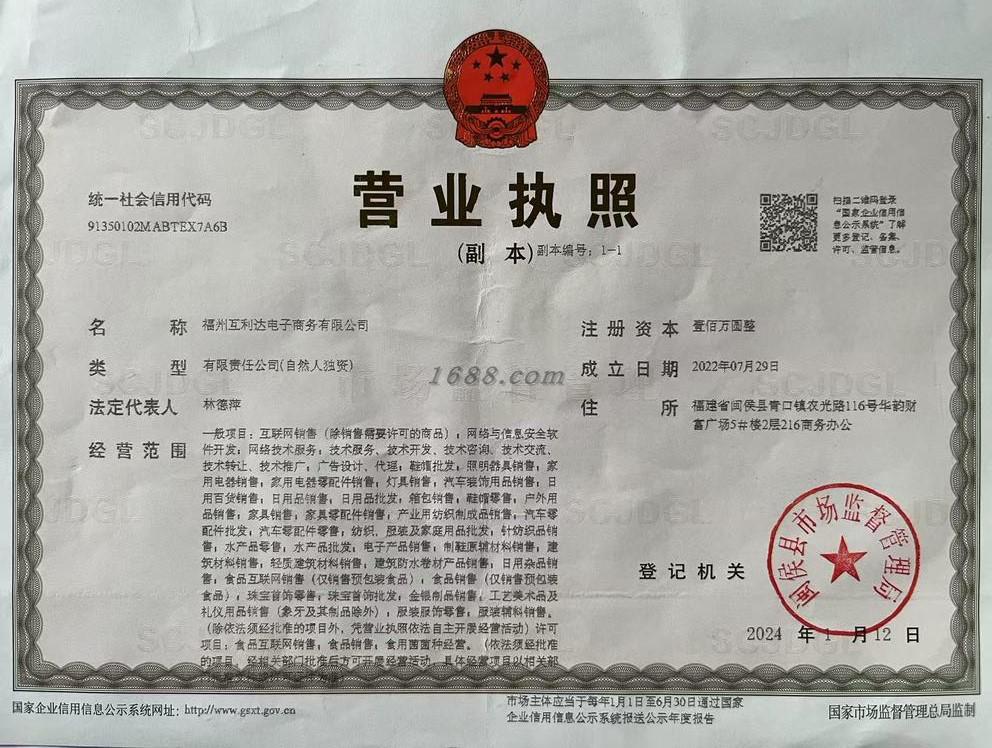 营业执照
(副 本) 副本编号：1-1
统一社会信用代码
91350102MABTEX7A6B
扫描二维码登录
“国家企业信用信
息公示系统”了解
更多登记、备案、
许可、监管信息。
名 称 福州互利达电子商务有限公司
类 型 有限责任公司(自然人独资)
法定代表人 林德萍
经营范围
一般项目：互联网销售（除销售需要许可的商品）；网络与信息安全软
件开发；网络技术服务；技术服务、技术开发、技术咨询、技术交流、
技术转让、技术推广；广告设计、代理；鞋帽批发；照明器具销售；家
用电器销售；家用电器零配件销售；灯具销售；汽车装饰用品销售；日
用百货销售；日用品销售；日用品批发；箱包销售；鞋帽零售；户外用
品销售；家具销售；家具零配件销售；产业用纺织制成品销售；汽车零
配件批发；汽车零配件零售；纺织、服装及家庭用品批发；针纺织品销
售；水产品零售；水产品批发；电子产品销售；制鞋原辅材料销售；建
筑材料销售；轻质建筑材料销售；建筑防水卷材产品销售；日用杂品销
售；食品互联网销售（仅销售预包装食品）；食品销售（仅销售预包装
食品）；珠宝首饰零售；珠宝首饰批发；金银制品销售；工艺美术品及
礼仪用品销售（象牙及其制品除外）；服装服饰零售；服装辅料销售。
（除依法须经批准的项目外，凭营业执照依法自主开展经营活动）许可
项目：食品互联网销售；食品销售；食用菌菌种经营。（依法须经批准
的项目，经相关部门批准后方可开展经营活动，具体经营项目以相关部
注册资本 壹佰万圆整
成立日期 2022年07月29日
住 所 福建省闽侯县青口镇农光路116号华韵财
富广场5#楼2层216商务办公
1688.com
登记机关
闽侯县市场监督管理局
2024 年 1 月 12 日
国家企业信用信息公示系统网址：http://www.gsxt.gov.cn
市场主体应当于每年1月1日至6月30日通过国家
企业信用信息公示系统报送公示年度报告
国家市场监督管理总局监制
SCJDGL